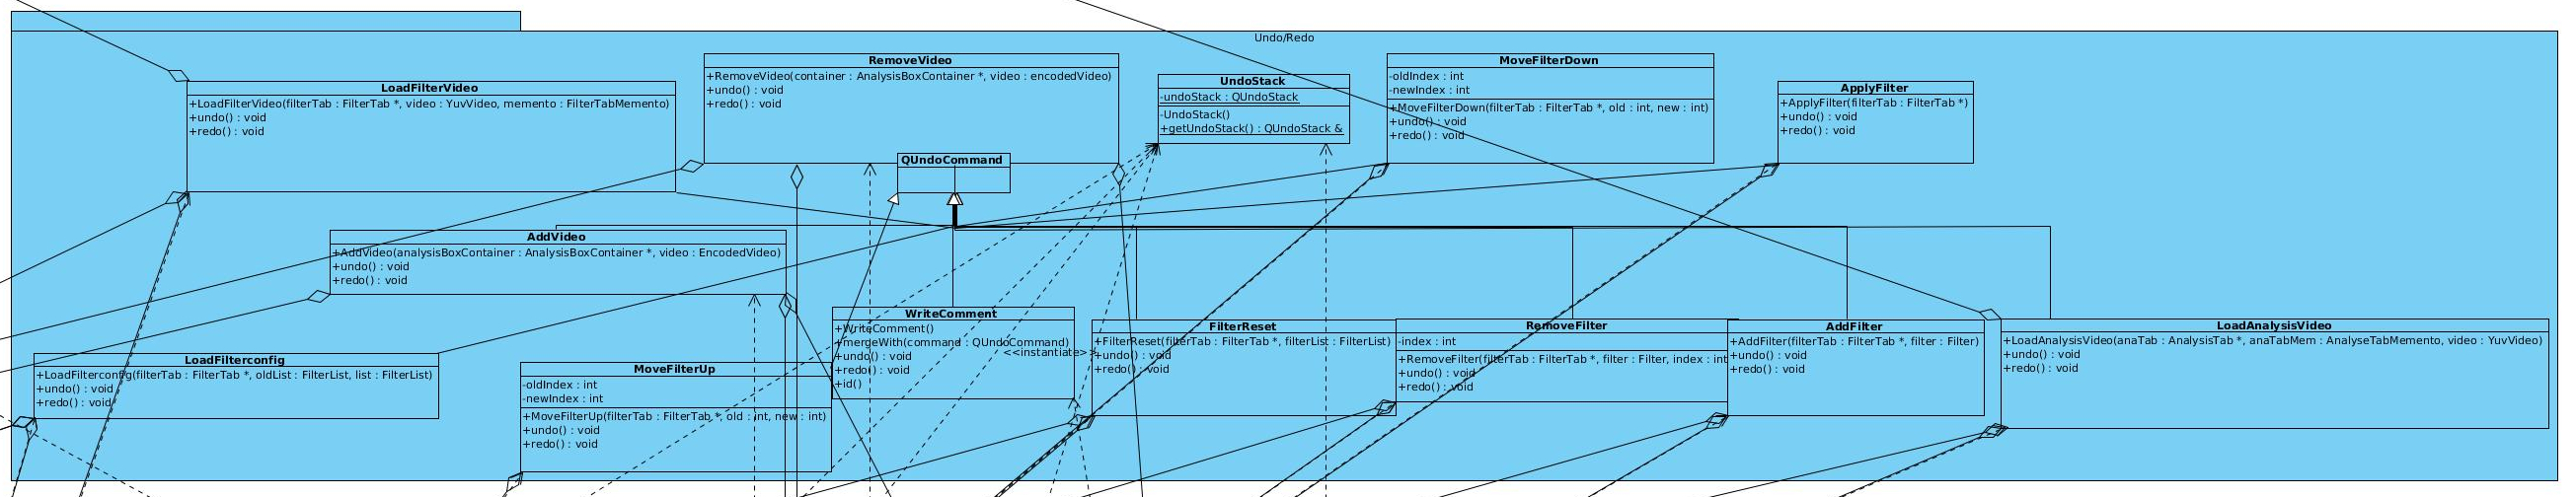 Undo/Redo
LoadFilterVideo
+LoadFilterVideo(filterTab : FilterTab *, video : YuvVideo, memento : FilterTabMemento)
+undo() : void
+redo() : void
RemoveVideo
+RemoveVideo(container : AnalysisBoxContainer *, video : encodedVideo)
+undo() : void
+redo() : void
QUndoCommand
UndoStack
-undoStack : QUndoStack
-UndoStack()
+getUndoStack() : QUndoStack &
MoveFilterDown
-oldIndex : int
-newIndex : int
+MoveFilterDown(filterTab : FilterTab *, old : int, new : int)
+undo() : void
+redo() : void
ApplyFilter
+ApplyFilter(filterTab : FilterTab *)
+undo() : void
+redo() : void
AddVideo
+AddVideo(analysisBoxContainer : AnalysisBoxContainer *, video : EncodedVideo)
+undo() : void
+redo() : void
LoadFilterconfig
+LoadFilterconfig(filterTab : FilterTab *, oldList : FilterList, list : FilterList)
+undo() : void
+redo() : void
MoveFilterUp
-oldIndex : int
-newIndex : int
+MoveFilterUp(filterTab : FilterTab *, old : int, new : int)
+undo() : void
+redo() : void
WriteComment
+WriteComment()
+mergeWith(command : QUndoCommand)
+undo() : void
+redo() : void
+id()
<<instantiate>>
FilterReset
+FilterReset(filterTab : FilterTab *, filterList : FilterList)
+undo() : void
+redo() : void
RemoveFilter
-index : int
+RemoveFilter(filterTab : FilterTab *, filter : Filter, index : int
+undo() : void
+redo() : void
AddFilter
+AddFilter(filterTab : FilterTab *, filter : Filter)
+undo() : void
+redo() : void
LoadAnalysisVideo
+LoadAnalysisVideo(anaTab : AnalysisTab *, anaTabMem : AnalyseTabMemento, video : YuvVideo)
+undo() : void
+redo() : void